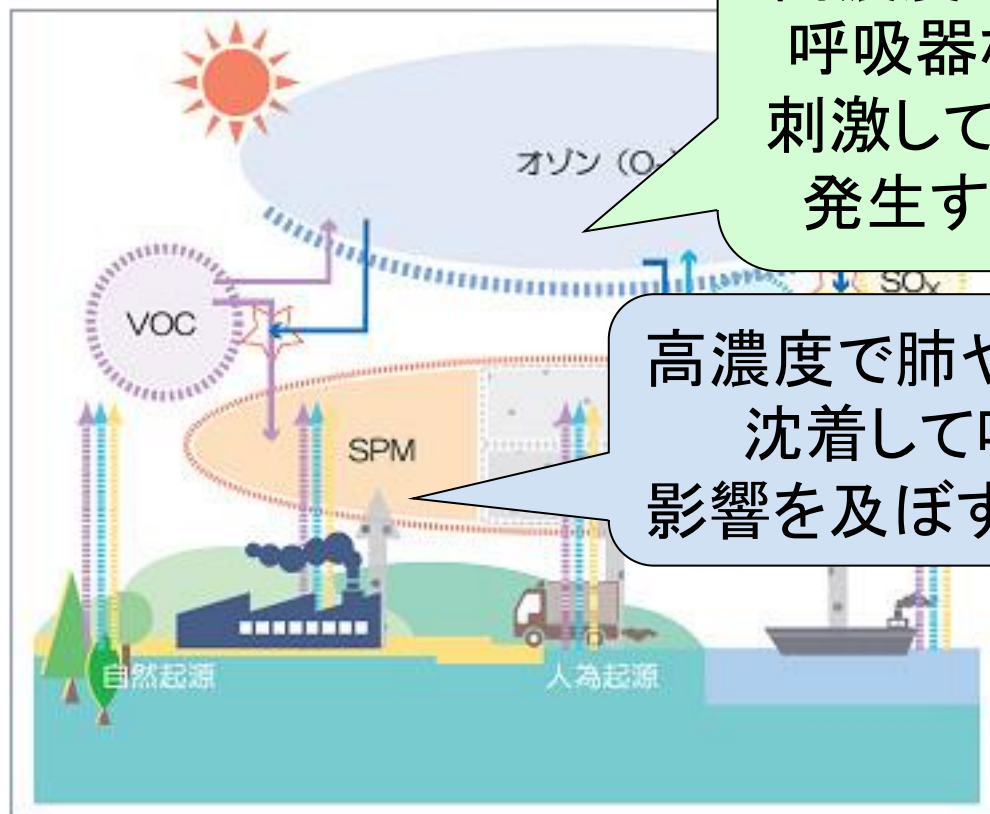 呼吸器
刺激して
発生す
オゾン（O
SOx
VOC
高濃度で肺や
沈着して
影響を及ぼす
SPM
自然起源
人為起源